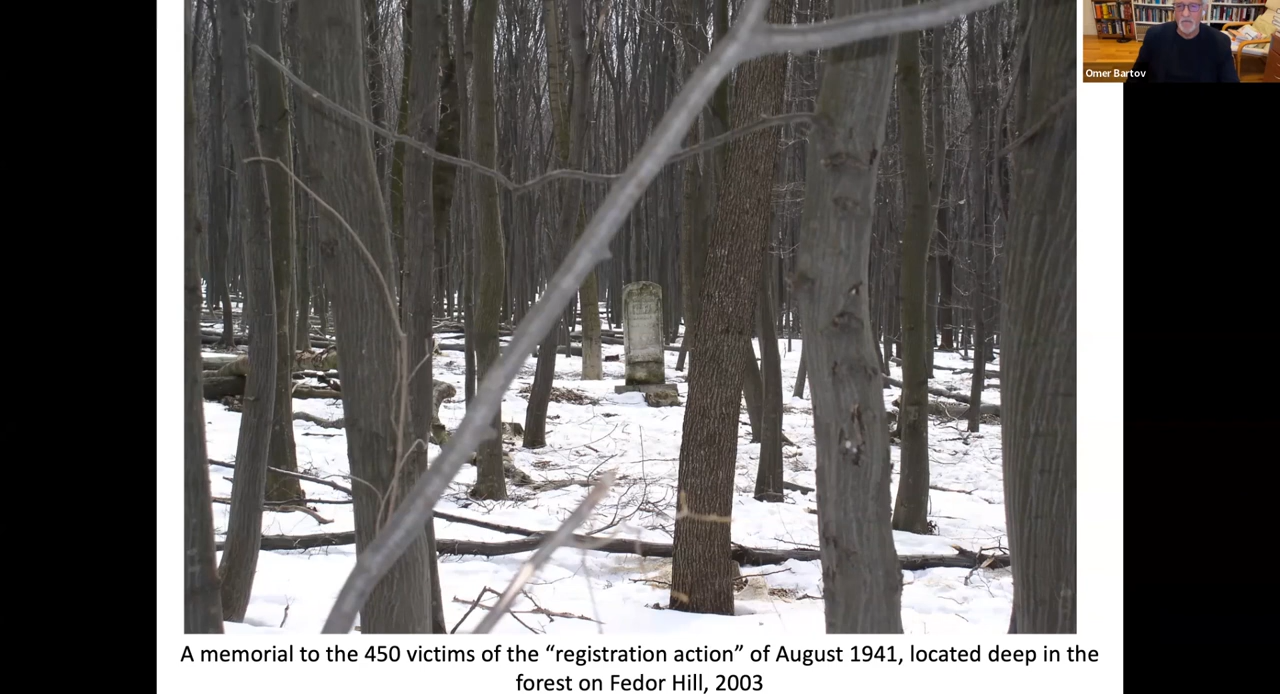 Omer Bartov
A memorial to the 450 victims of the “registration action” of August 1941, located deep in the
forest on Fedor Hill, 2003